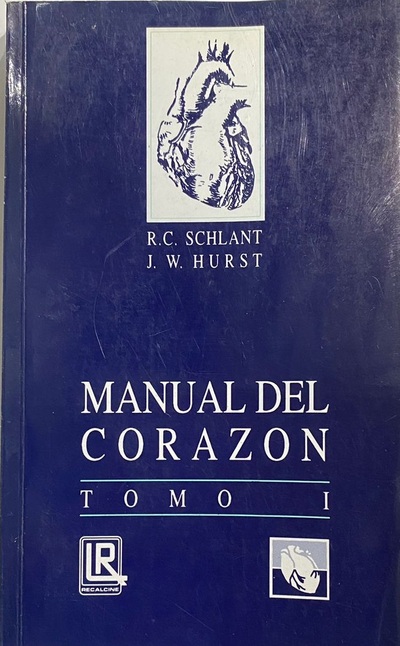 R.C. SCHLANT
J. W. HURST
MANUAL DEL
CORAZON
TOMO I
LR
RECALCINE